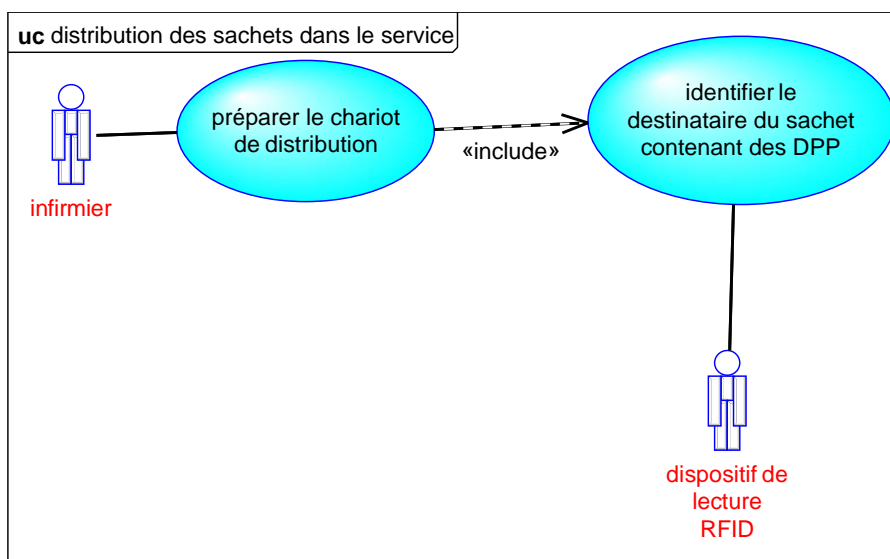 uc distribution des sachets dans le service
préparer le chariot
de distribution
identifier le
destinataire du sachet
contenant des DPP
«include»
infirmier
dispositif de
lecture
RFID